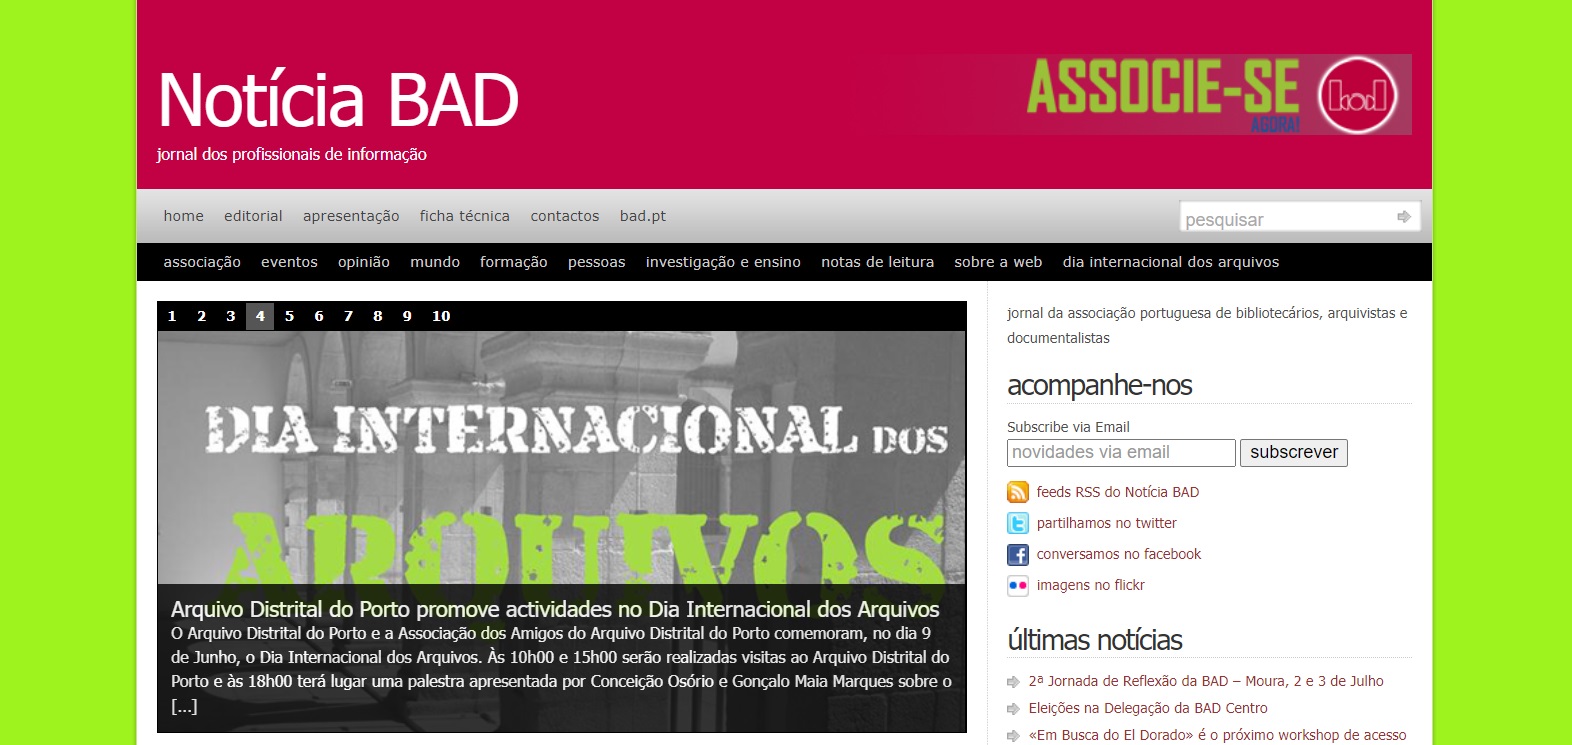 Notícia BAD
jornal dos profissionais de informação
ASSOCIE-SE
AGORA!
bad
home editorial apresentação ficha técnica contactos bad.pt
pesquisar
associação eventos opinião mundo formação pessoas investigação e ensino notas de leitura sobre a web dia internacional dos arquivos
1 2 3 4 5 6 7 8 9 10
DIA INTERNACIONAL DOS
ARQUIVOS
Arquivo Distrital do Porto promove actividades no Dia Internacional dos Arquivos
O Arquivo Distrital do Porto e a Associação dos Amigos do Arquivo Distrital do Porto comemoram, no dia 9
de Junho, o Dia Internacional dos Arquivos. Às 10h00 e 15h00 serão realizadas visitas ao Arquivo Distrital do
Porto e às 18h00 terá lugar uma palestra apresentada por Conceição Osório e Gonçalo Maia Marques sobre o
[...]
jornal da associação portuguesa de bibliotecários, arquivistas e
documentalistas
acompanhe-nos
Subscribe via Email
novidades via email subscrever
feeds RSS do Notícia BAD
partilhamos no twitter
conversamos no facebook
imagens no flickr
últimas notícias
2ª Jornada de Reflexão da BAD – Moura, 2 e 3 de Julho
Eleições na Delegação da BAD Centro
«Em Busca do El Dorado» é o próximo workshop de acesso